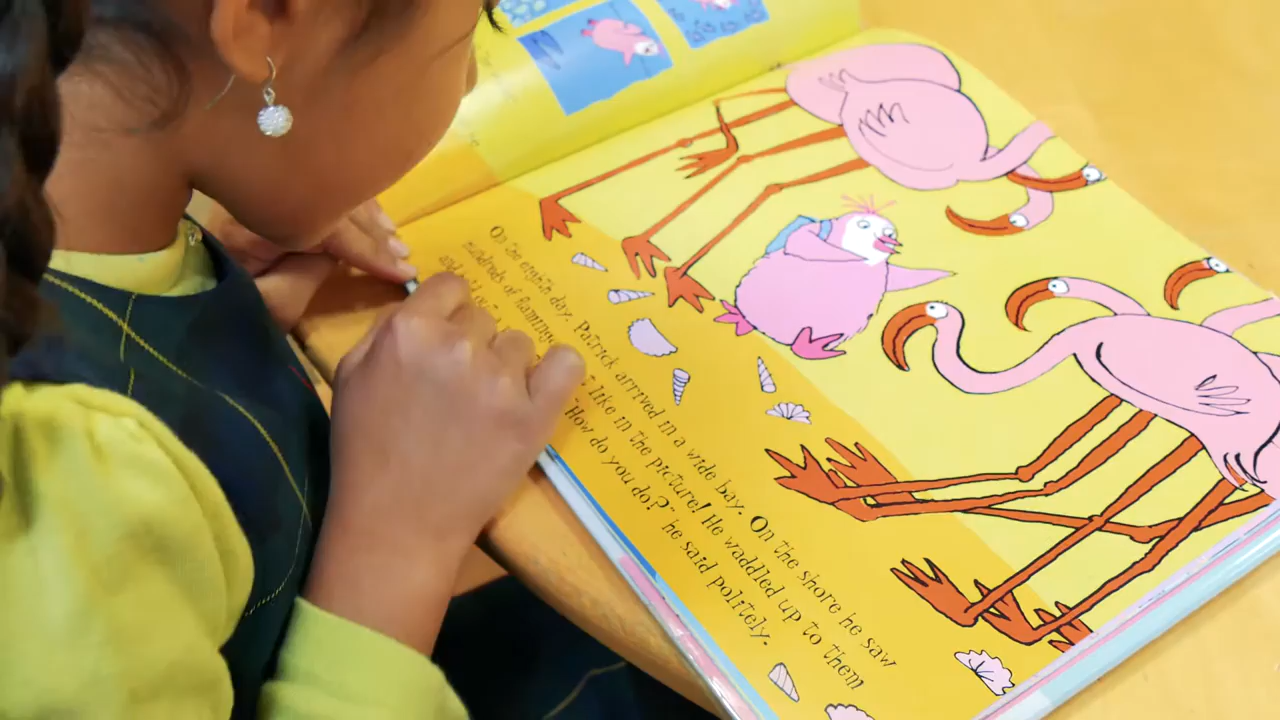 On the eighth day, Patrick arrived in a wide bay. On the shore he saw
hundreds of like in the picture! He waddled up to them
and "How do you do?" he said politely.